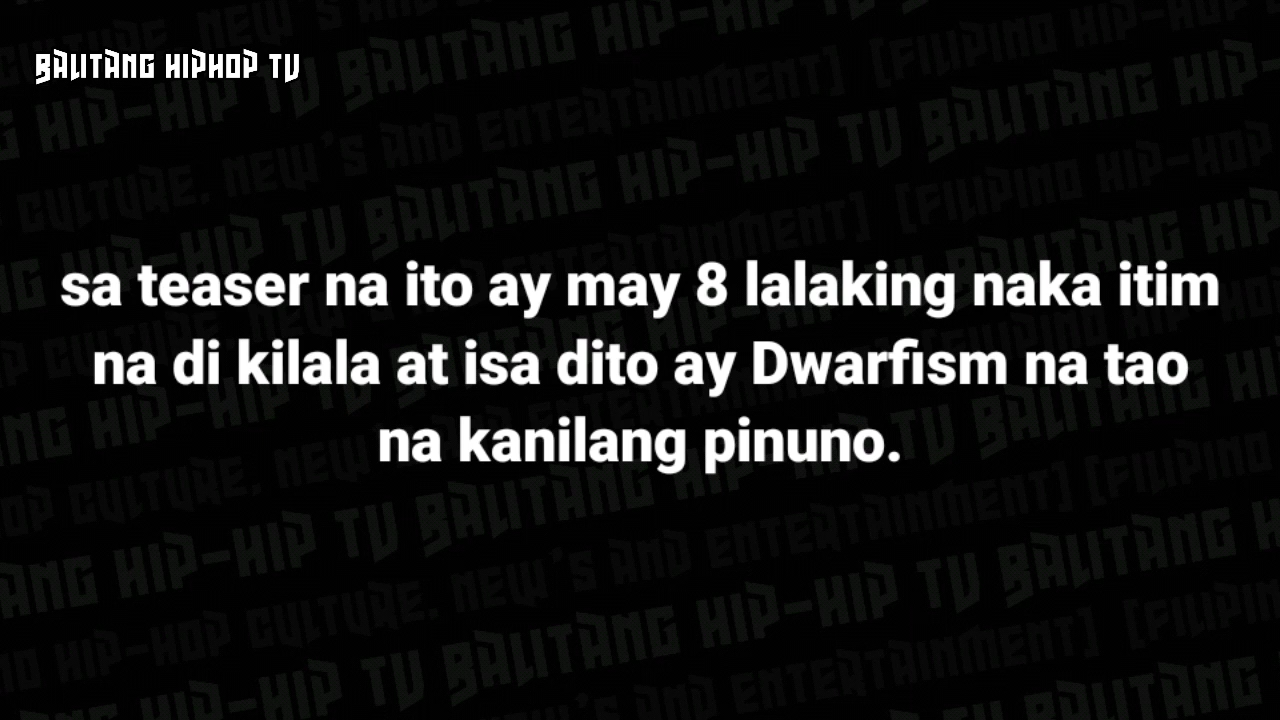 BALITANG HIPHOP TV
sa teaser na ito ay may 8 lalaking naka itim
na di kilala at isa dito ay Dwarfism na tao
na kanilang pinuno.